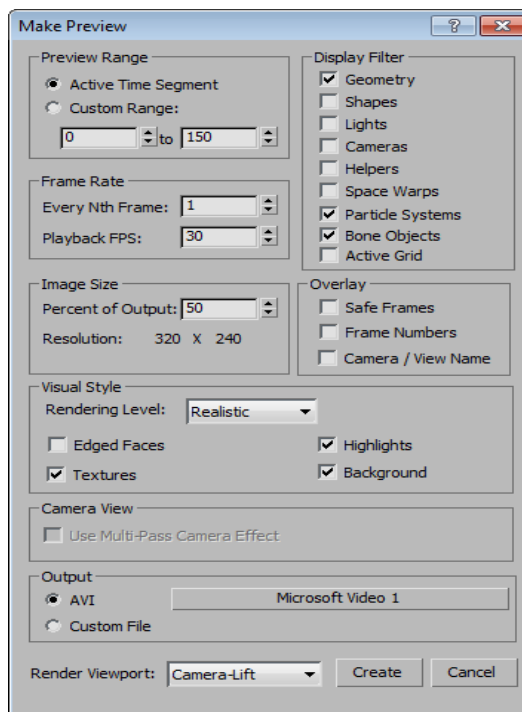 Make Preview
Preview Range
Active Time Segment
Custom Range:
0 to 150
Frame Rate
Every Nth Frame: 1
Playback FPS: 30
Image Size
Percent of Output: 50
Resolution: 320 X 240
Display Filter
Geometry
Shapes
Lights
Cameras
Helpers
Space Warps
Particle Systems
Bone Objects
Active Grid
Overlay
Safe Frames
Frame Numbers
Camera / View Name
Visual Style
Rendering Level: Realistic
Edged Faces
Highlights
Textures
Background
Camera View
Use Multi-Pass Camera Effect
Output
AVI
Microsoft Video 1
Custom File
Render Viewport: Camera-Lift
Create
Cancel